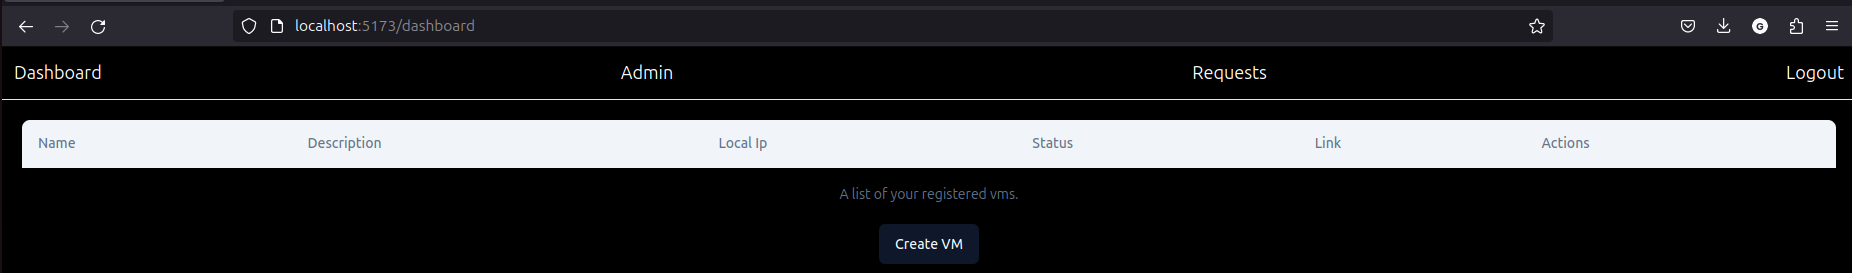 localhost:5173/dashboard
Dashboard Admin Requests Logout
Name Description Local Ip Status Link Actions
A list of your registered vms.
Create VM